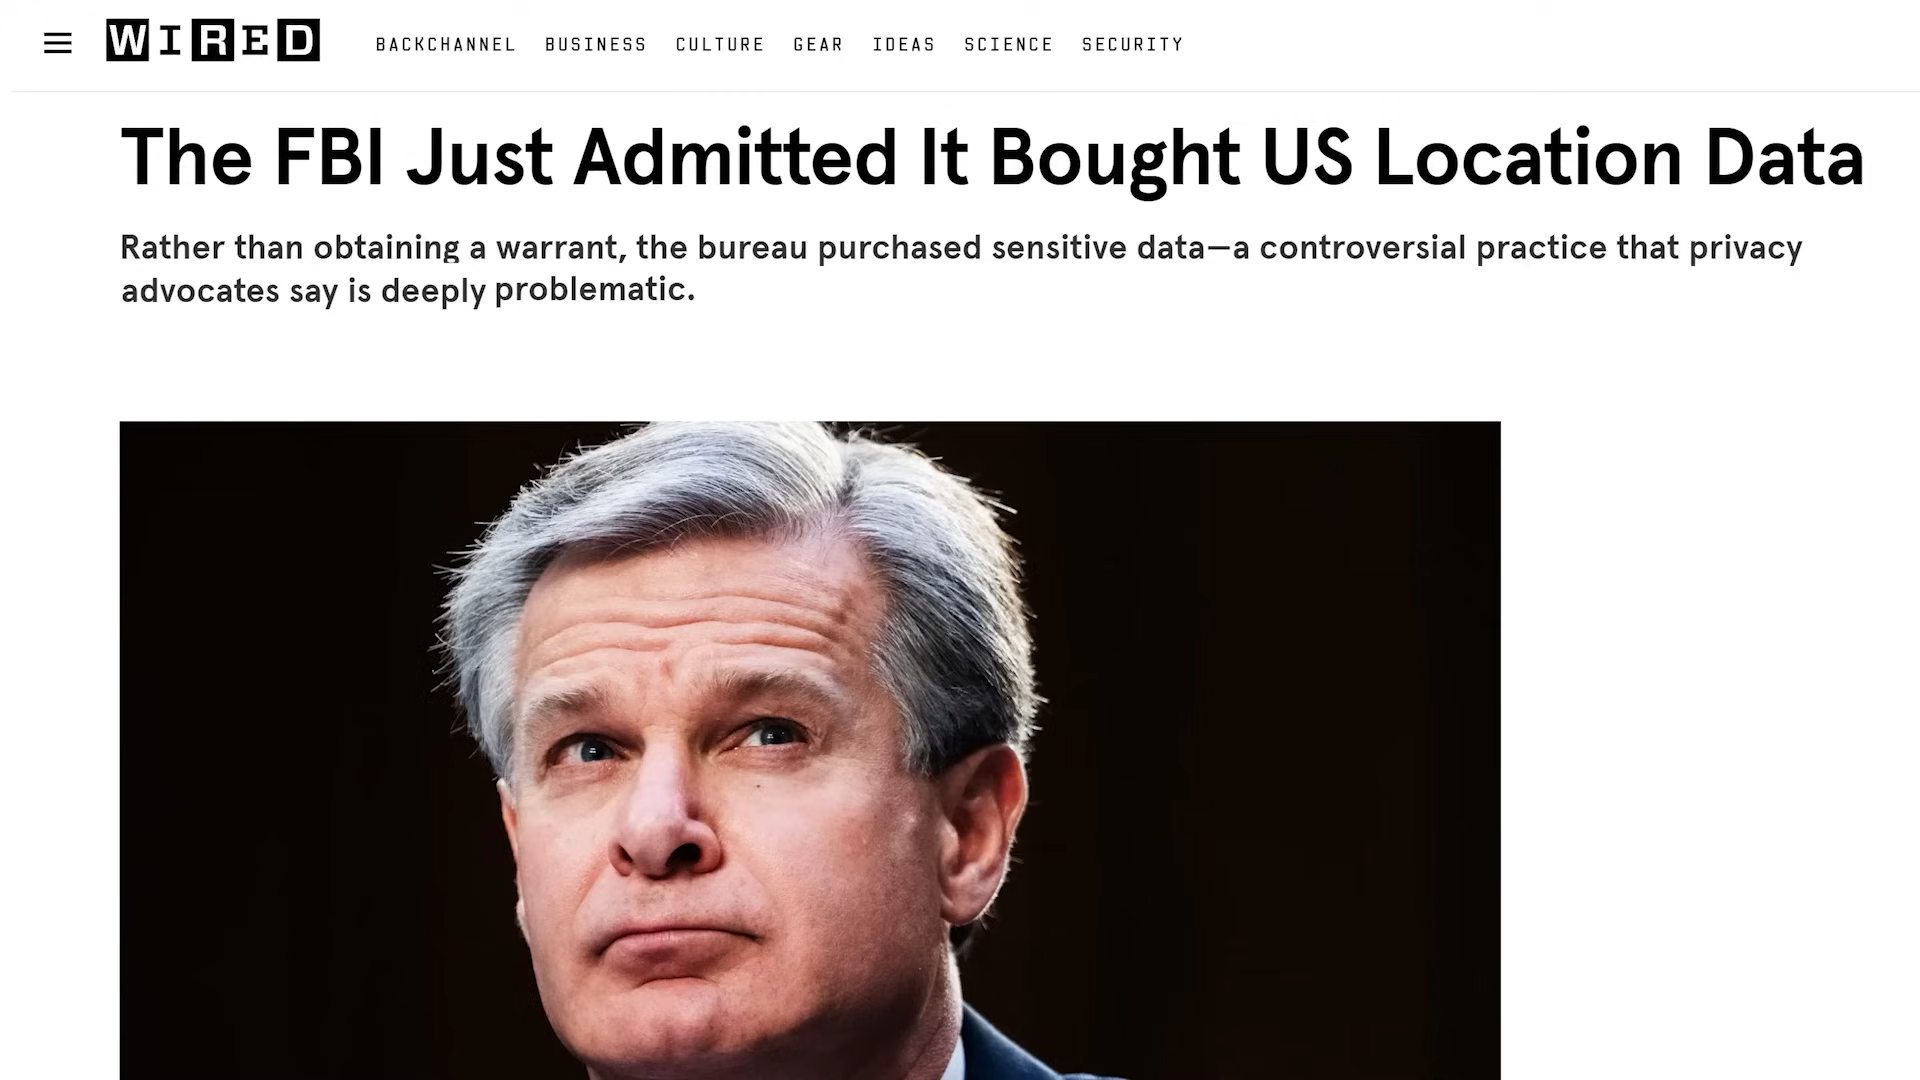 WIRED
BACKCHANNEL BUSINESS CULTURE GEAR IDEAS SCIENCE SECURITY
The FBI Just Admitted It Bought US Location Data
Rather than obtaining a warrant, the bureau purchased sensitive data—a controversial practice that privacy
advocates say is deeply problematic.